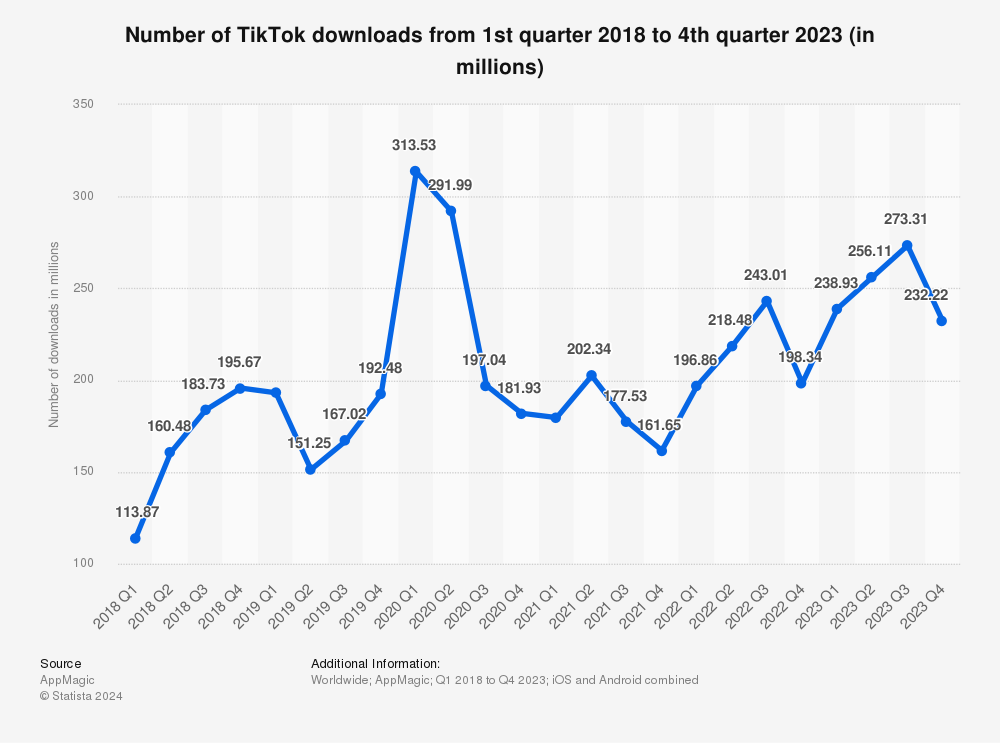 Number of TikTok downloads from 1st quarter 2018 to 4th quarter 2023 (in
millions)
350
300
250
200
150
100
Number of downloads in millions
113.87
160.48
183.73
195.67
151.25
167.02
192.48
313.53
291.99
197.04
181.93
202.34
177.53
161.65
196.86
218.48
243.01
198.34
238.93
256.11
273.31
232.22
2018 Q1
2018 Q2
2018 Q3
2018 Q4
2019 Q1
2019 Q2
2019 Q3
2019 Q4
2020 Q1
2020 Q2
2020 Q3
2020 Q4
2021 Q1
2021 Q2
2021 Q3
2021 Q4
2022 Q1
2022 Q2
2022 Q3
2022 Q4
2023 Q1
2023 Q2
2023 Q3
2023 Q4
Source
AppMagic
© Statista 2024
Additional Information:
Worldwide; AppMagic; Q1 2018 to Q4 2023; iOS and Android combined